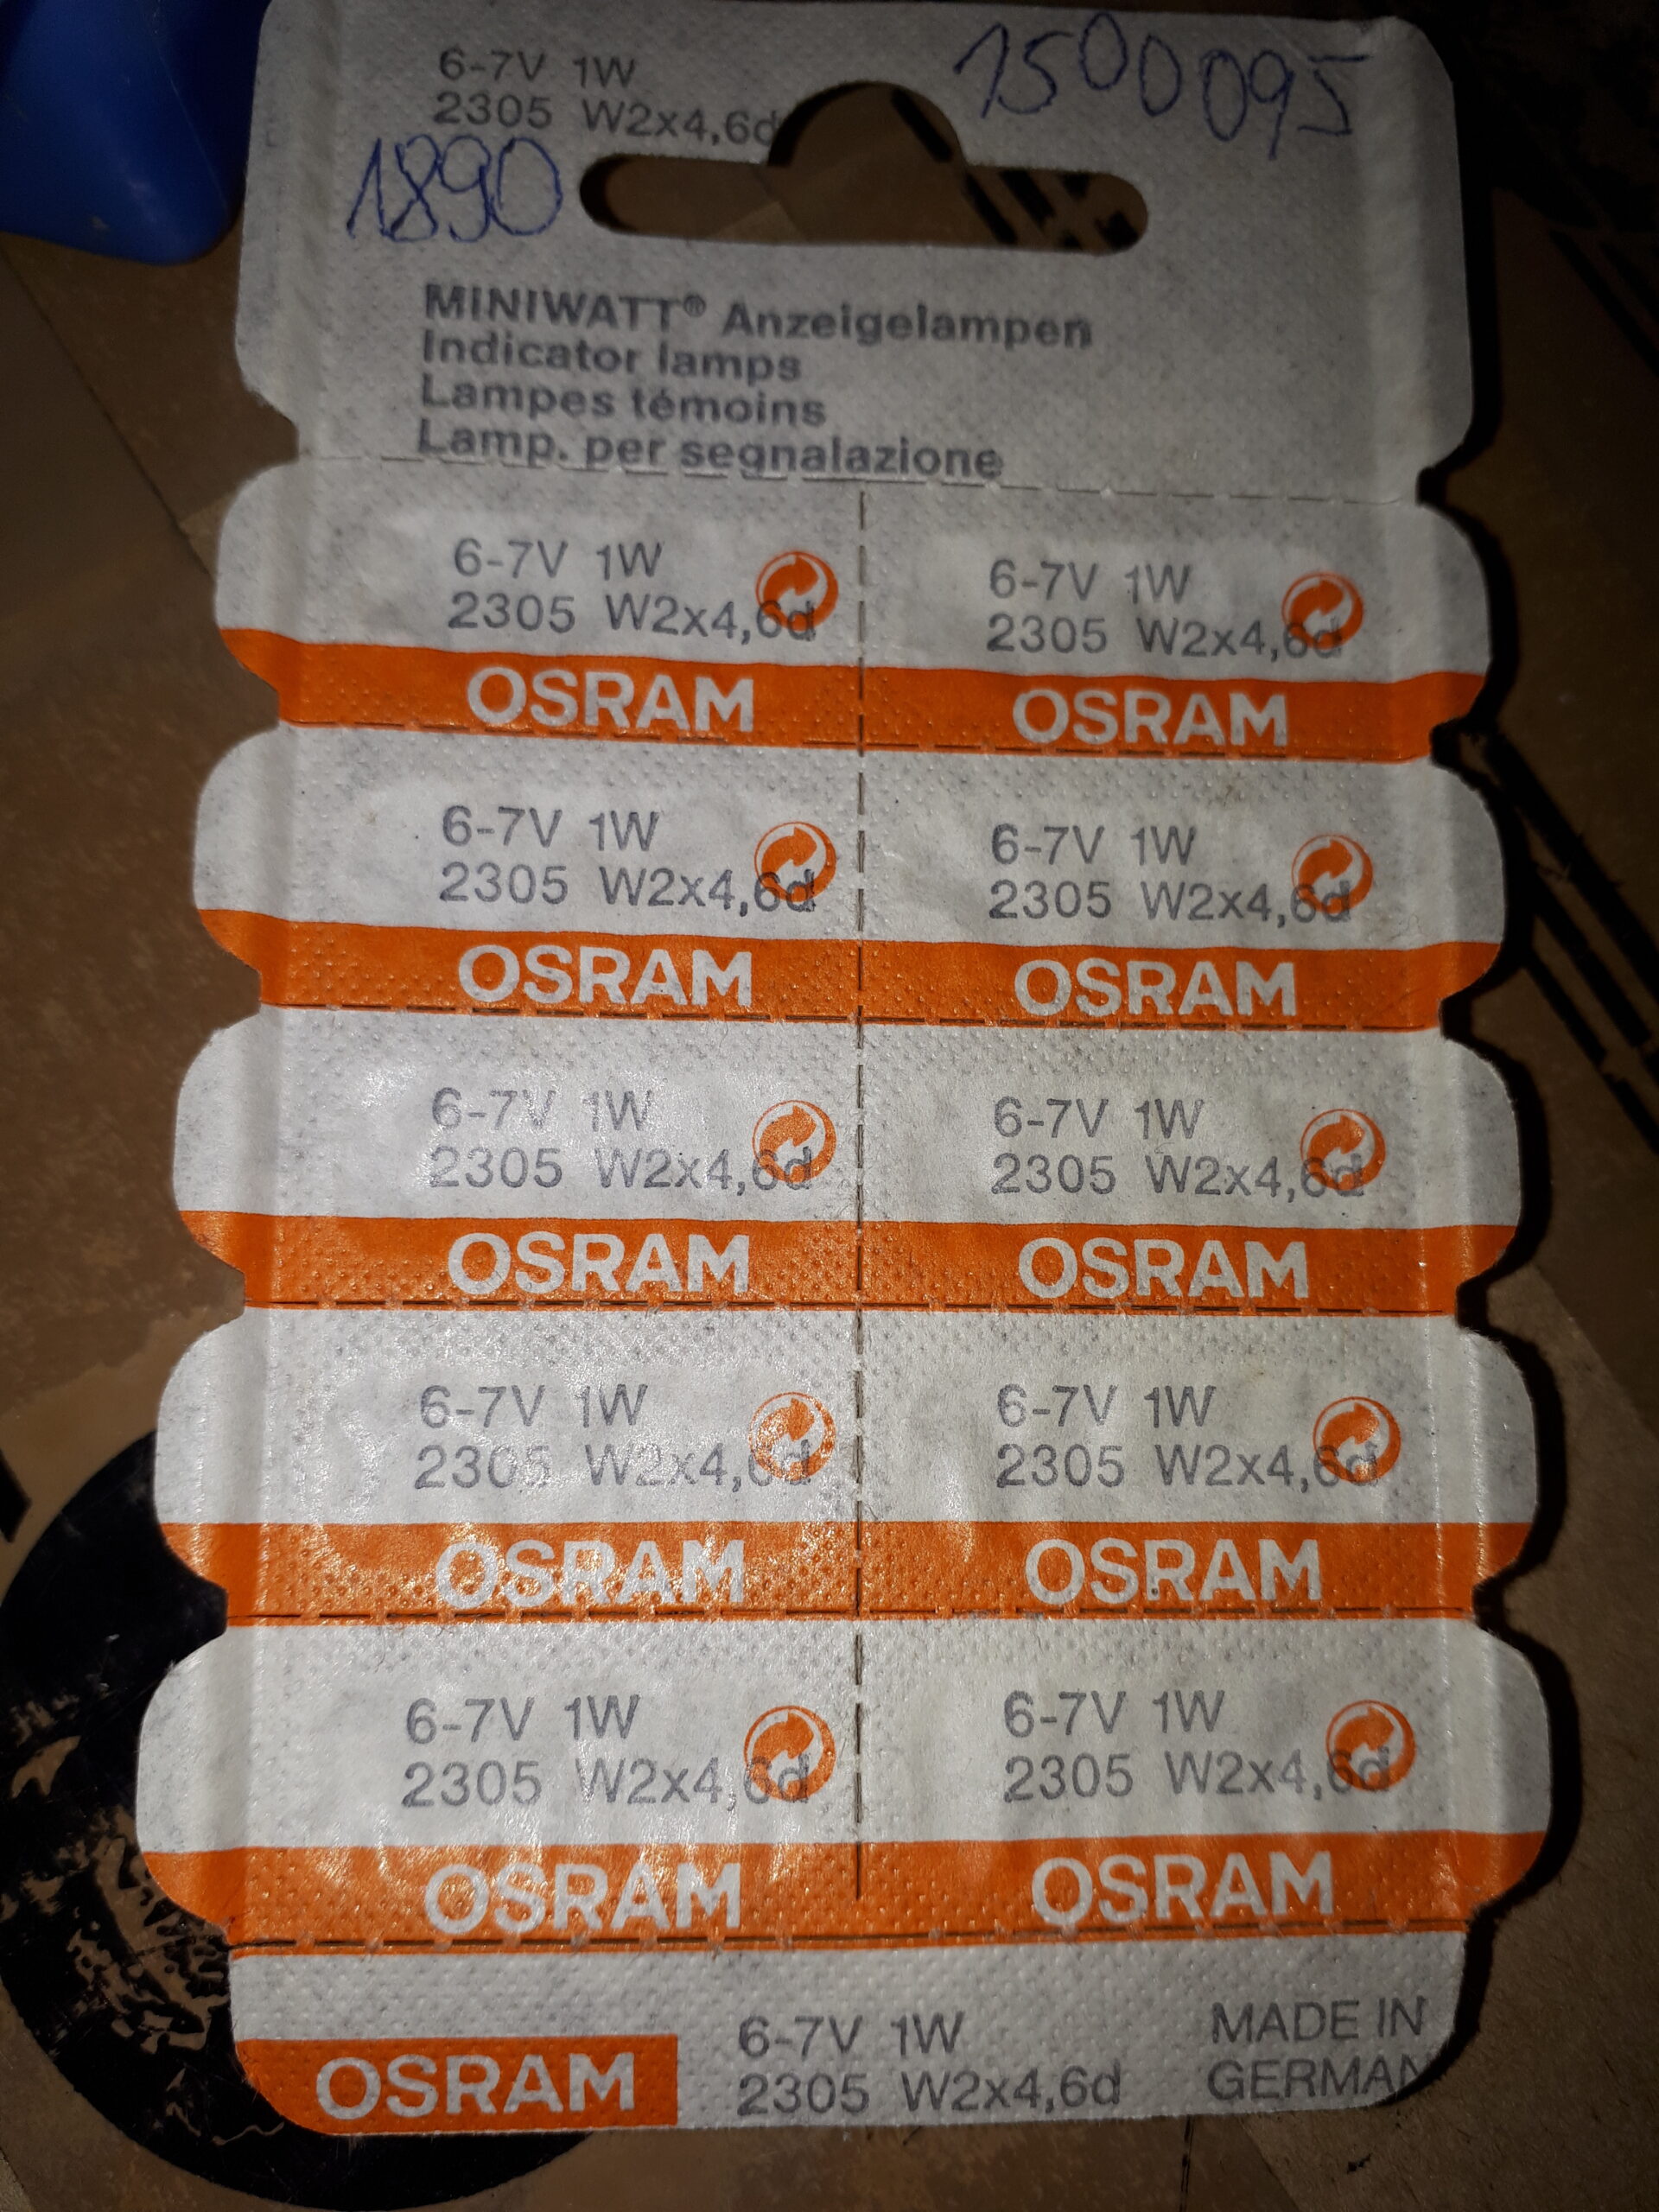 6-7V 1W
2305 W2x4,6d
1500095
1890
MINIWATT® Anzeigelampen
Indicator lamps
Lampes témoins
Lamp. per segnalazione
6-7V 1W
2305 W2x4,6d
OSRAM
6-7V 1W
2305 W2x4,6d
OSRAM
6-7V 1W
2305 W2x4,6d
OSRAM
6-7V 1W
2305 W2x4,6d
OSRAM
6-7V 1W
2305 W2x4,6d
OSRAM
6-7V 1W
2305 W2x4,6d
OSRAM
6-7V 1W
2305 W2x4,6d
OSRAM
6-7V 1W
2305 W2x4,6d
OSRAM
6-7V 1W
2305 W2x4,6d
OSRAM
6-7V 1W
2305 W2x4,6d
OSRAM
OSRAM
6-7V 1W
2305 W2x4,6d
MADE IN
GERMAN